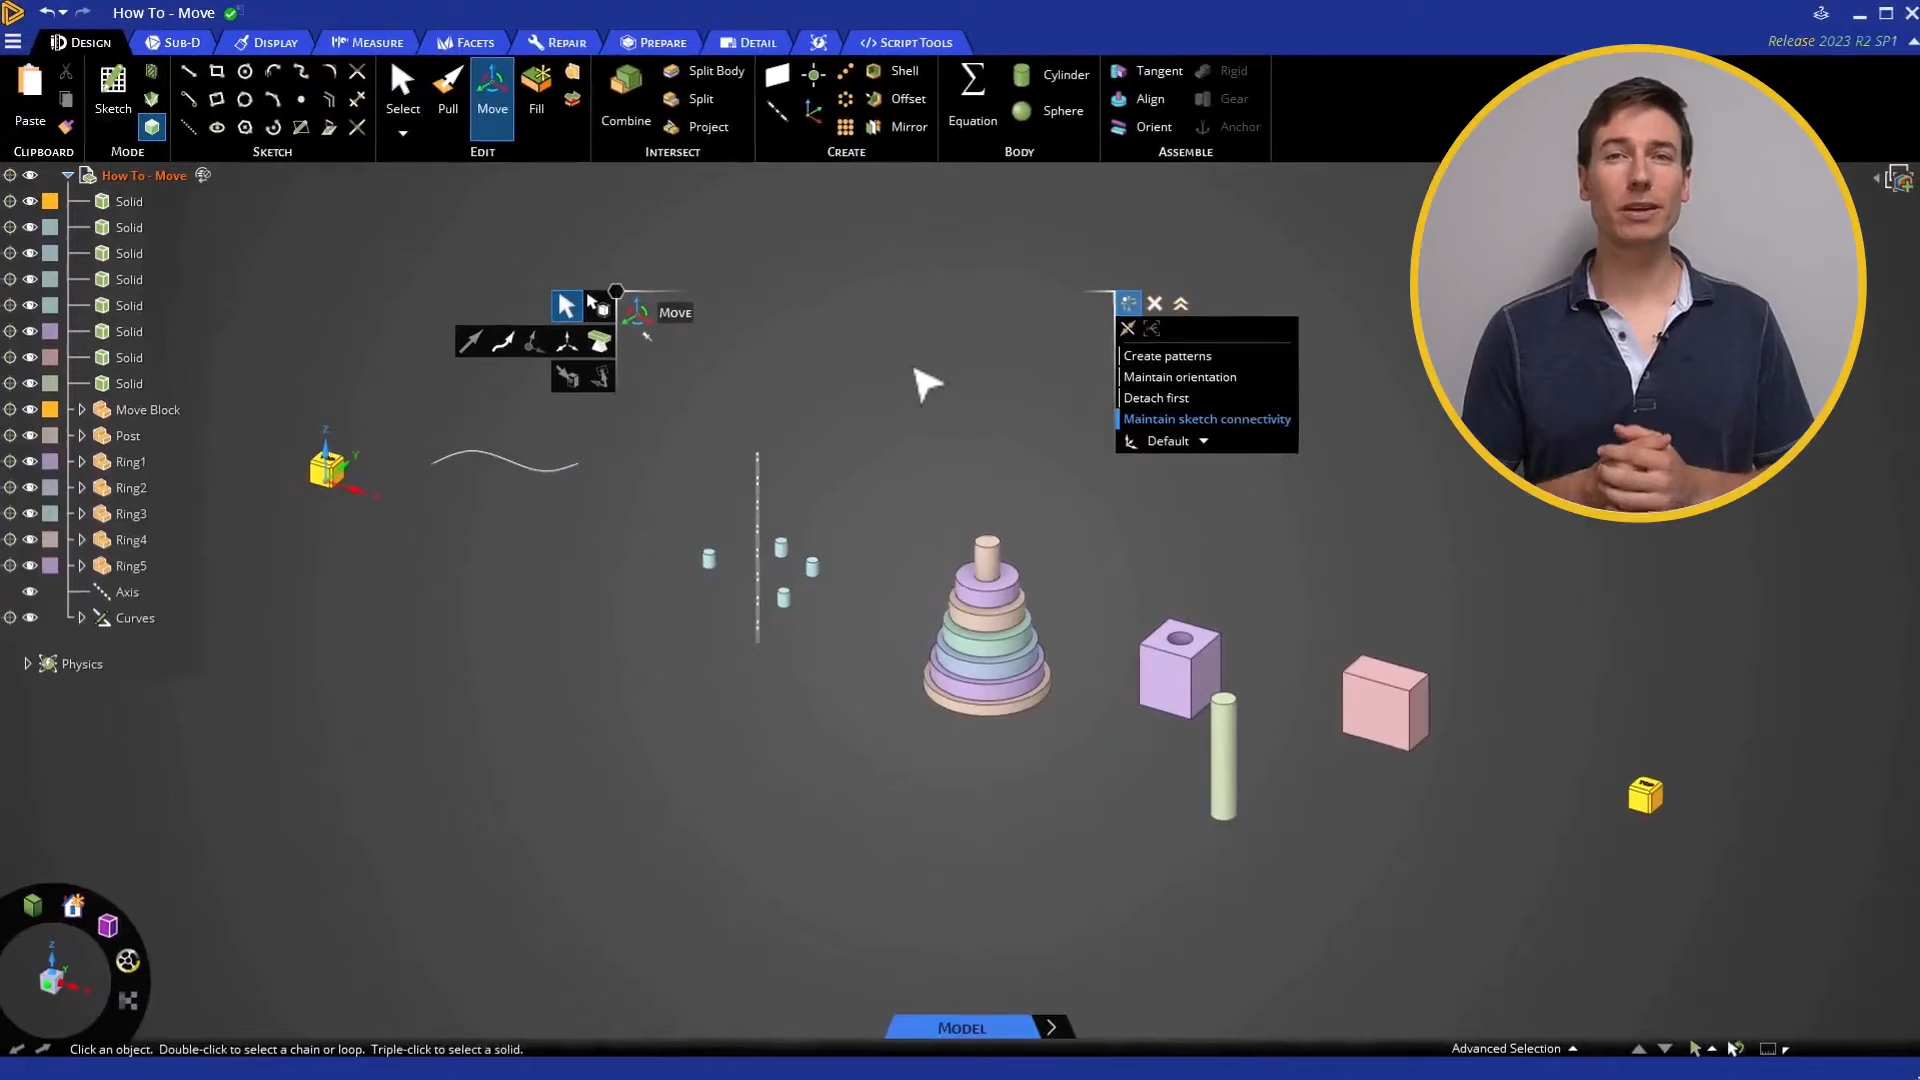 How To - Move
DESIGN SUB-D DISPLAY MEASURE FACETS REPAIR PREPARE DETAIL </> SCRIPT TOOLS
Release 2023 R2 SP1
Paste
Sketch
Select
Pull
Move
Fill
Combine
Split Body
Split
Project
Shell
Offset
Mirror
Equation
Cylinder
Sphere
Tangent
Align
Orient
Rigid
Gear
Anchor
CLIPBOARD MODE SKETCH EDIT INTERSECT CREATE BODY ASSEMBLE
How To - Move
Solid
Solid
Solid
Solid
Solid
Solid
Solid
Solid
Move Block
Post
Ring1
Ring2
Ring3
Ring4
Ring5
Axis
Curves
Physics
Move
Create patterns
Maintain orientation
Detach first
Maintain sketch connectivity
Default
Z
Y
X
Z
Y
X
MODEL
Click an object. Double-click to select a chain or loop. Triple-click to select a solid.
Advanced Selection